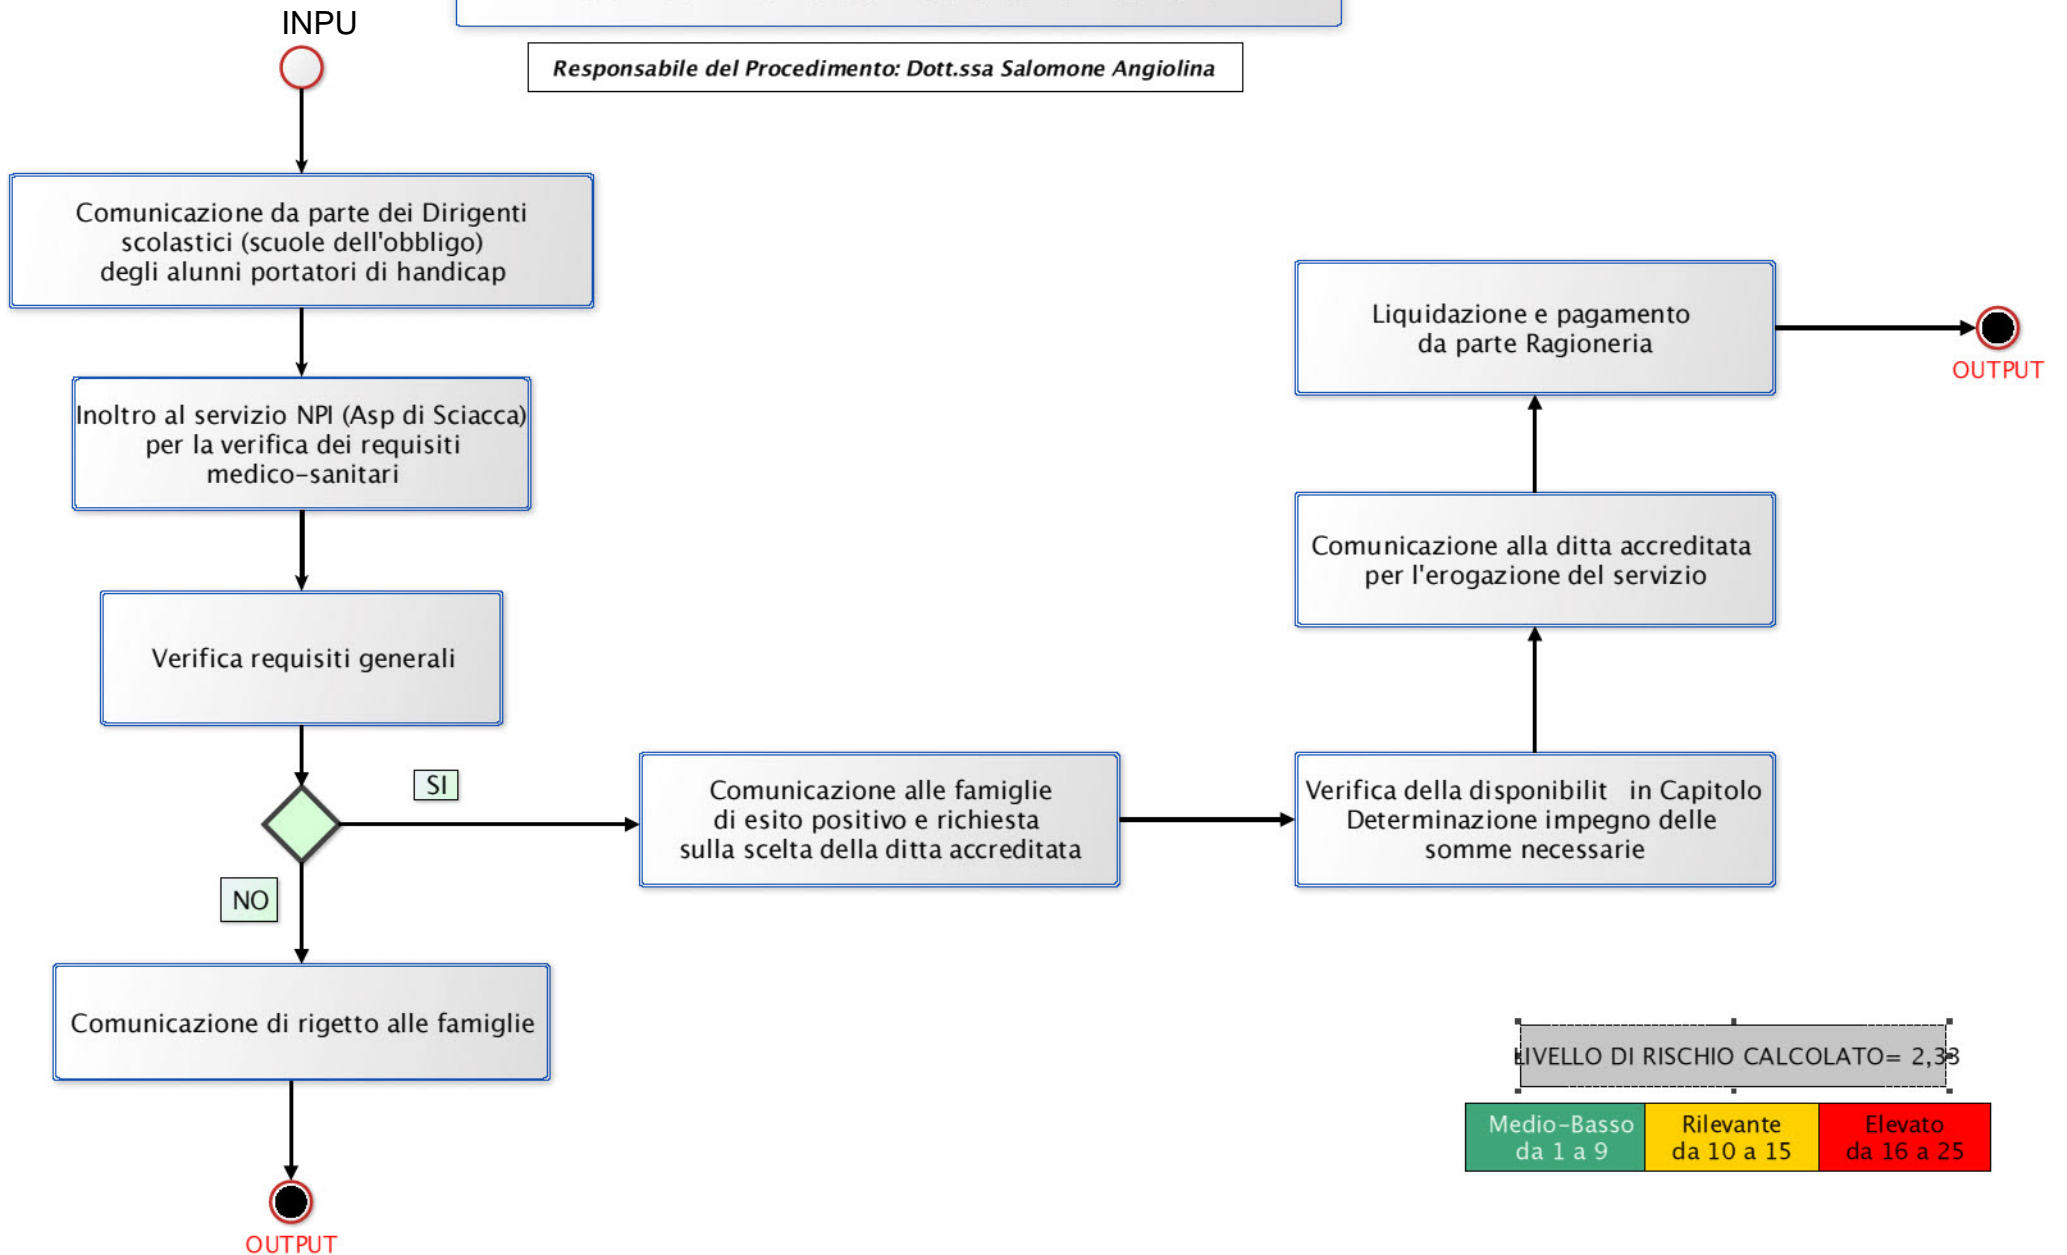 INPU
Responsabile del Procedimento: Dott.ssa Salomone Angiolina
Comunicazione da parte dei Dirigenti
scolastici (scuole dell'obbligo)
degli alunni portatori di handicap
Inoltro al servizio NPI (Asp di Sciacca)
per la verifica dei requisiti
medico-sanitari
Verifica requisiti generali
SI
NO
Comunicazione di rigetto alle famiglie
OUTPUT
Comunicazione alle famiglie
di esito positivo e richiesta
sulla scelta della ditta accreditata
Verifica della disponibilit in Capitolo
Determinazione impegno delle
somme necessarie
Comunicazione alla ditta accreditata
per l'erogazione del servizio
Liquidazione e pagamento
da parte Ragioneria
OUTPUT
LIVELLO DI RISCHIO CALCOLATO= 2,33
Medio-Basso
da 1 a 9
Rilevante
da 10 a 15
Elevato
da 16 a 25